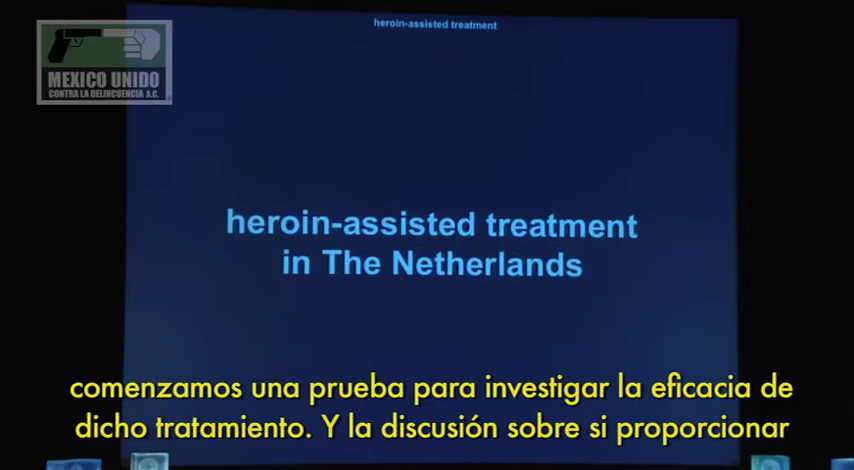 heroin-assisted treatment
MEXICO UNIDO
CONTRA LA DELINCUENCIA A.C.
heroin-assisted treatment
in The Netherlands
comenzamos una prueba para investigar la eficacia de
dicho tratamiento. Y la discusión sobre si proporcionar